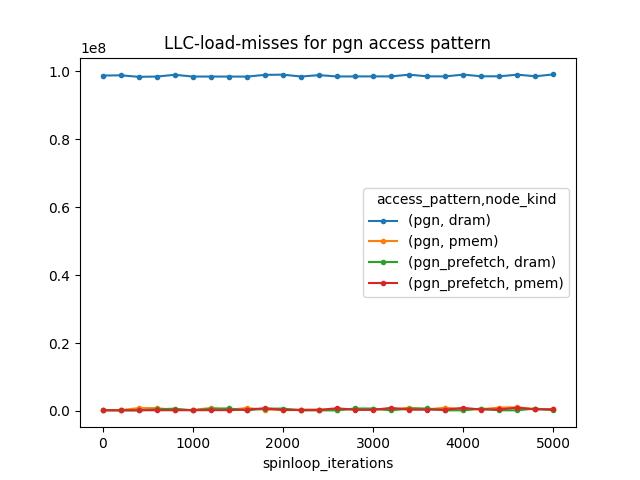 LLC-load-misses for pgn access pattern
1e8
1.0
0.8
0.6
0.4
0.2
0.0
access_pattern,node_kind
(pgn, dram)
(pgn, pmem)
(pgn_prefetch, dram)
(pgn_prefetch, pmem)
0 1000 2000 3000 4000 5000
spinloop_iterations